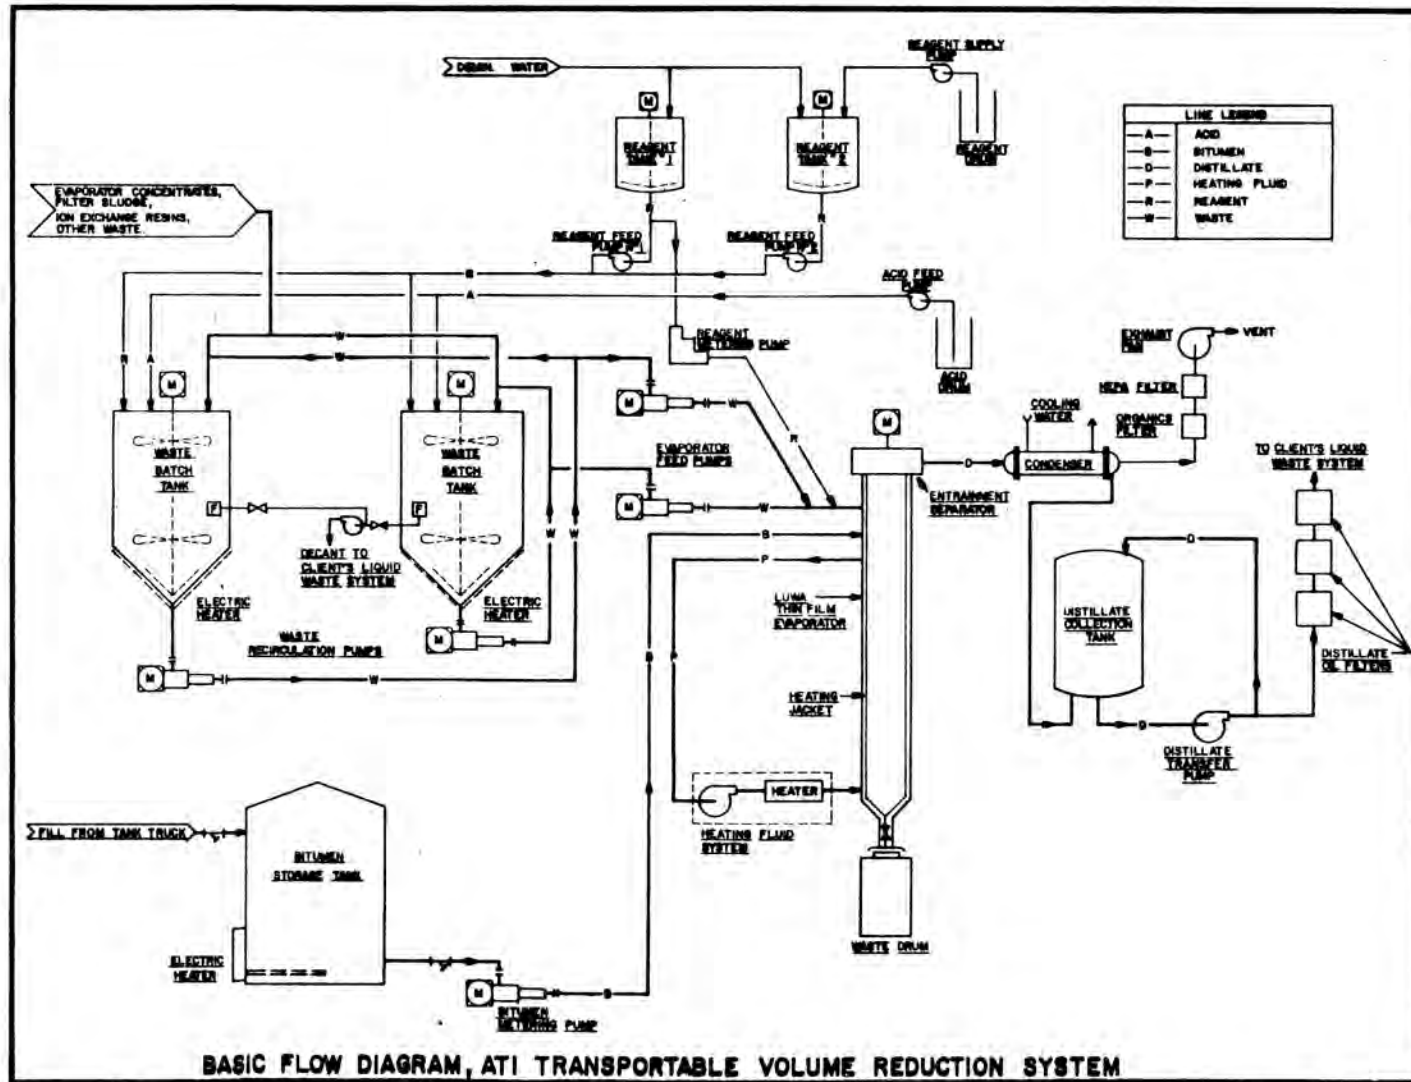 REAGENT SUPPLY
PUMP
DEMIN. WATER
M
M
REAGENT
TANK #1
REAGENT
TANK #2
REAGENT
DRUM
LINE LEGEND
A ACID
B BITUMEN
D DISTILLATE
P HEATING FLUID
R REAGENT
W WASTE
EVAPORATOR CONCENTRATES,
FILTER SLUDGE,
ION EXCHANGE RESINS,
OTHER WASTE.
R
R
REAGENT FEED
PUMP #1
REAGENT FEED
PUMP #2
ACID FEED
PUMP
A
REAGENT
METERING PUMP
ACID
DRUM
EXHAUST
FAN
VENT
HEPA FILTER
ORGANICS
FILTER
COOLING
WATER
CONDENSER
W
W
R
A
M
M
M
M
W
R
D
WASTE
BATCH
TANK
WASTE
BATCH
TANK
EVAPORATOR
FEED PUMPS
ENTRAINMENT
SEPARATOR
TO CLIENT'S LIQUID
WASTE SYSTEM
F
F
M
W
W
W
B
P
DECANT TO
CLIENT'S LIQUID
WASTE SYSTEM
ELECTRIC
HEATER
ELECTRIC
HEATER
LUWA
THIN FILM
EVAPORATOR
DISTILLATE
COLLECTION
TANK
D
WASTE
RECIRCULATION PUMPS
M
M
W
B
P
HEATING
JACKET
DISTILLATE
OIL FILTERS
D
DISTILLATE
TRANSFER
PUMP
HEATER
HEATING FLUID
SYSTEM
FILL FROM TANK TRUCK
BITUMEN
STORAGE TANK
ELECTRIC
HEATER
WASTE DRUM
M
B
BITUMEN
METERING PUMP
BASIC FLOW DIAGRAM, ATI TRANSPORTABLE VOLUME REDUCTION SYSTEM